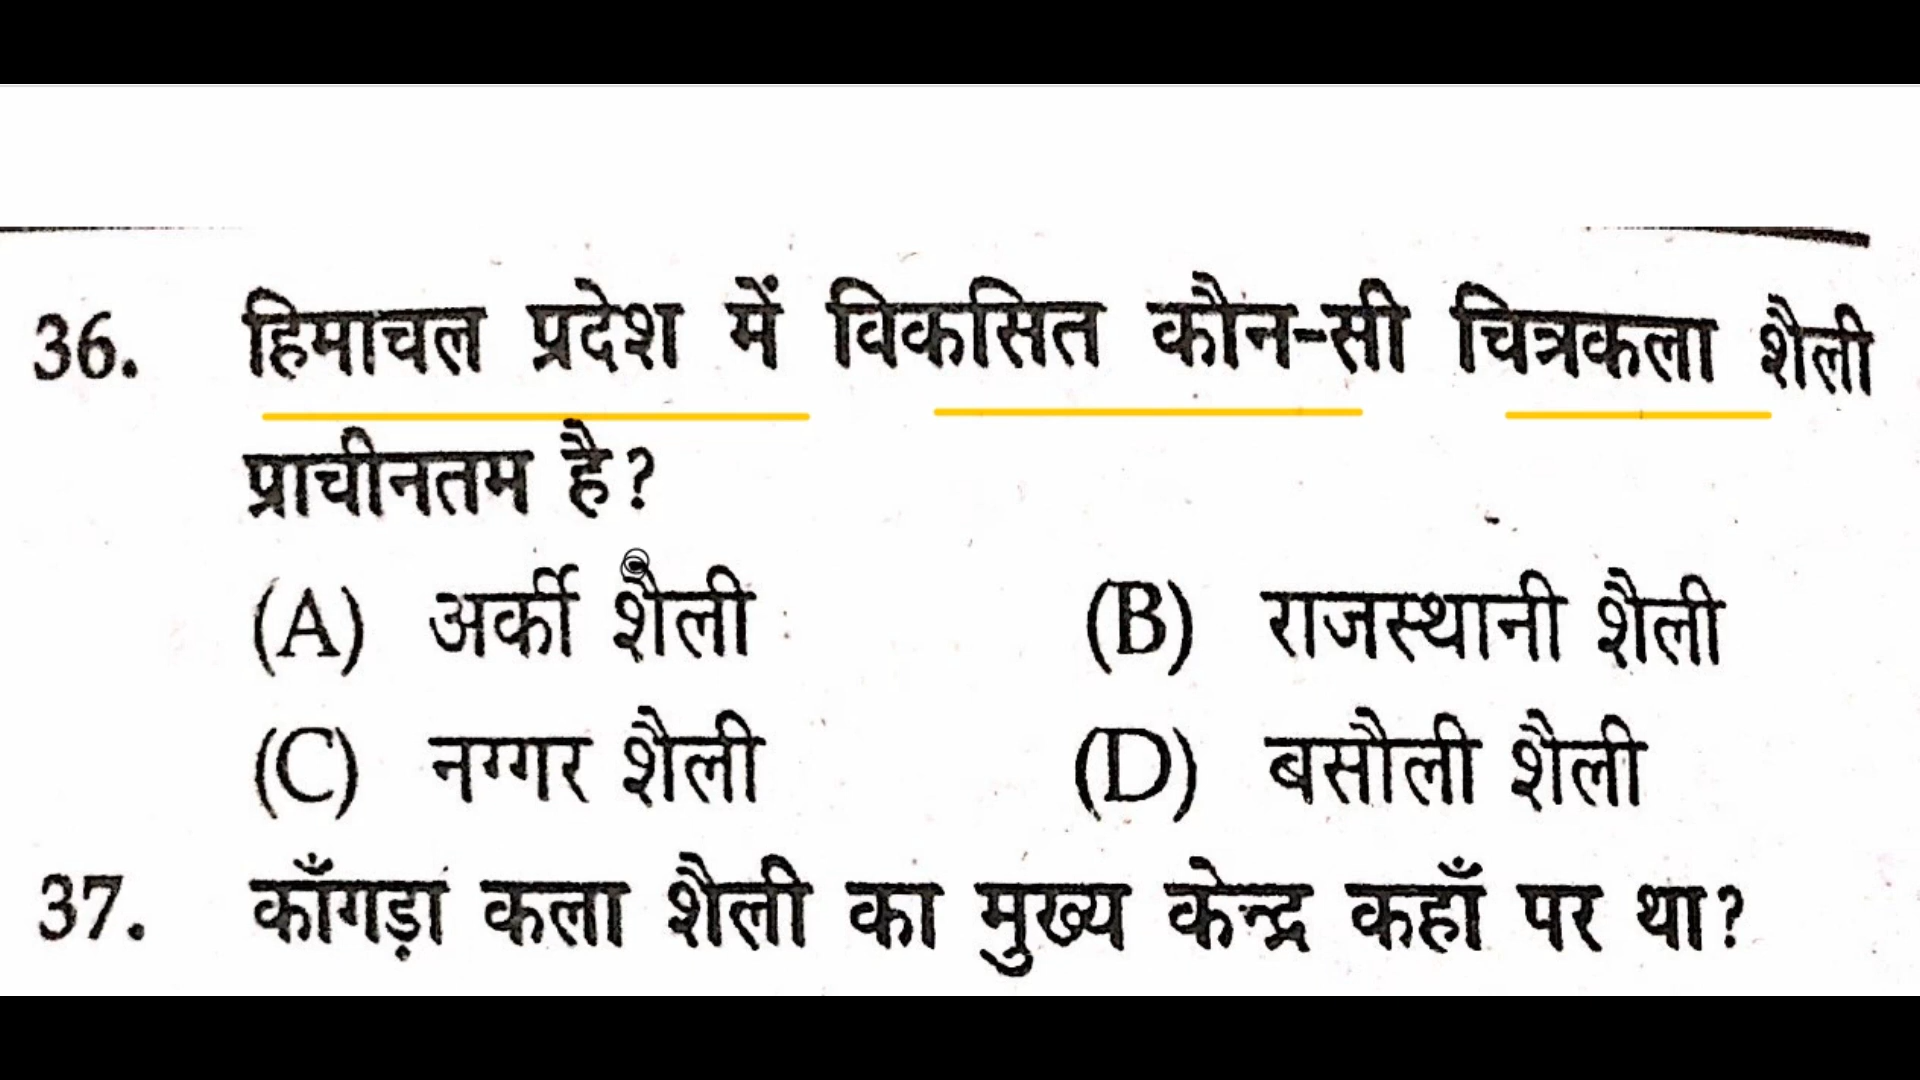 36. हिमाचल प्रदेश में विकसित कौन-सी चित्रकला शैली
प्राचीनतम है?
(A) अर्की शैली (B) राजस्थानी शैली
(C) नग्गर शैली (D) बसौली शैली
37. काँगड़ा कला शैली का मुख्य केन्द्र कहाँ पर था?